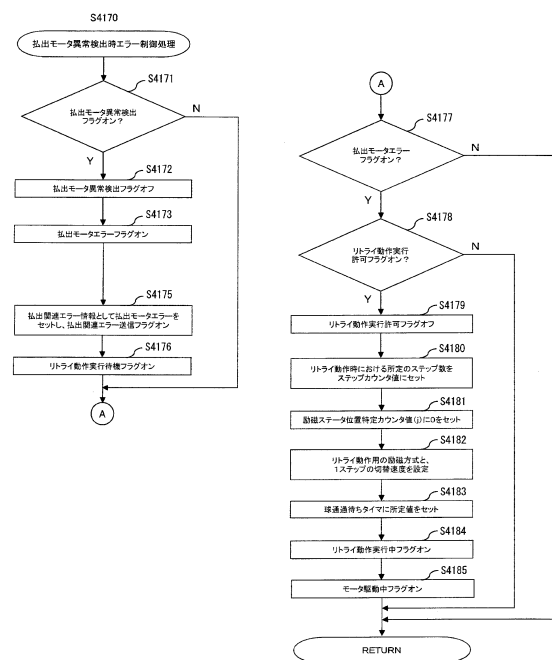 S4170
払出モータ異常検出時エラー制御処理
S4171
払出モータ異常検出
フラグオン？
N
Y
S4172
払出モータ異常検出フラグオフ
S4173
払出モータエラーフラグオン
S4175
払出関連エラー情報として払出モータエラーを
セットし、払出関連エラー送信フラグオン
S4176
リトライ動作実行待機フラグオン
A
A
S4177
払出モータエラー
フラグオン？
N
Y
S4178
リトライ動作実行
許可フラグオン？
N
Y
S4179
リトライ動作実行許可フラグオフ
S4180
リトライ動作時における所定のステップ数を
ステップカウンタ値にセット
S4181
励磁ステータ位置特定カウンタ値(j)に0をセット
S4182
リトライ動作用の励磁方式と、
1ステップの切替速度を設定
S4183
球通過待ちタイマに所定値をセット
S4184
リトライ動作実行中フラグオン
S4185
モータ駆動中フラグオン
RETURN